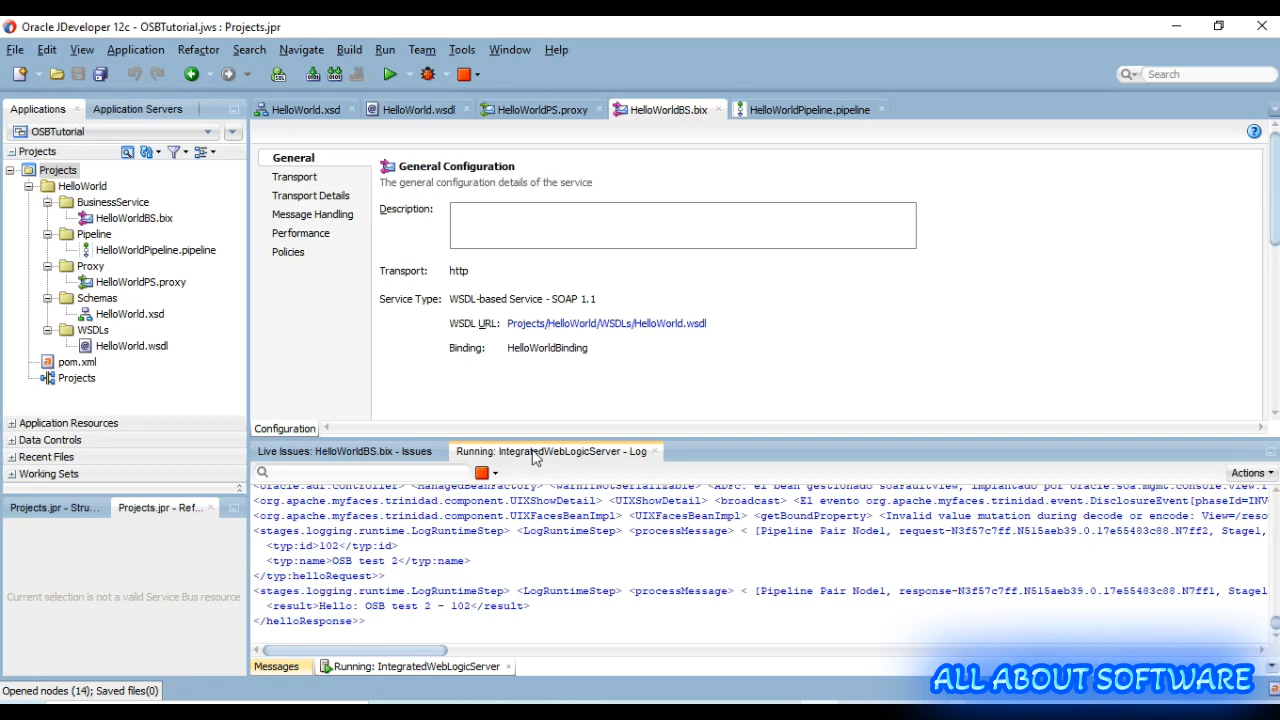 Oracle JDeveloper 12c - OSBTutorial.jws : Projects.jpr
File Edit View Application Refactor Search Navigate Build Run Team Tools Window Help
Search
Applications Application Servers
OSBTutorial
Projects
Projects
HelloWorld
BusinessService
HelloWorldBS.bix
Pipeline
HelloWorldPipeline.pipeline
Proxy
HelloWorldPS.proxy
Schemas
HelloWorld.xsd
WSDLs
HelloWorld.wsdl
pom.xml
Projects
Application Resources
Data Controls
Recent Files
Working Sets
Projects.jpr - Stru... Projects.jpr - Ref...
Current selection is not a valid Service Bus resource
HelloWorld.xsd HelloWorld.wsdl HelloWorldPS.proxy HelloWorldBS.bix HelloWorldPipeline.pipeline
General
Transport
Transport Details
Message Handling
Performance
Policies
General Configuration
The general configuration details of the service
Description:
Transport: http
Service Type: WSDL-based Service - SOAP 1.1
WSDL URL: Projects/HelloWorld/WSDLs/HelloWorld.wsdl
Binding: HelloWorldBinding
Configuration
Live Issues: HelloWorldBS.bix - Issues Running: IntegratedWebLogicServer - Log
Actions
<oracle.adf.Controller> <ManagedBeanFactory> <warnifNotSerializable> <ADFc: el bean gestionado
<org.apache.myfaces.trinidad.component.UIXShowDetail> <UIXShowDetail> <broadcast> <El evento org.apache.myfaces.trinidad.event.DisclosureEvent[phaseId=INV
<org.apache.myfaces.trinidad.component.UIXFacesBeanImpl> <UIXFacesBeanImpl> <getBoundProperty> <Invalid value mutation during decode or encode: View=/reso
<stages.logging.runtime.LogRuntimeStep> <LogRuntimeStep> <processMessage> < [Pipeline Pair Node1, request-N3f57c7ff.N515aeb39.0.17e55483c88.N7ff2, Stage1,
<typ:id>102</typ:id>
<typ:name>OSB test 2</typ:name>
</typ:helloRequest>>
<stages.logging.runtime.LogRuntimeStep> <LogRuntimeStep> <processMessage> < [Pipeline Pair Node1, response-N3f57c7ff.N515aeb39.0.17e55483c88.N7ff1, Stage1
<result>Hello: OSB test 2 - 102</result>
</helloResponse>>
Messages Running: IntegratedWebLogicServer
Opened nodes (14); Saved files(0)
ALL ABOUT SOFTWARE